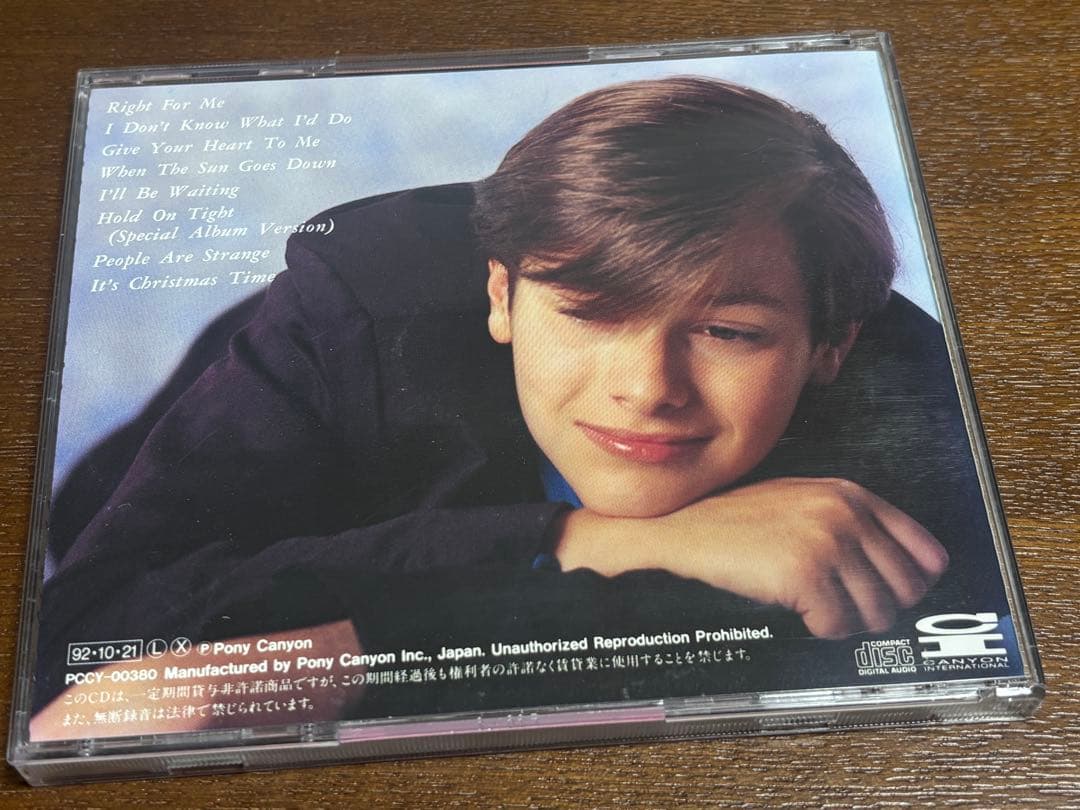 Right For Me
I Don't Know What I'd Do
Give Your Heart To Me
When The Sun Goes Down
I'll Be Waiting
Hold On Tight
(Special Album Version)
People Are Strange
It's Christmas Time
92・10・21 Ⓛ Ⓧ ℗Pony Canyon
PCCY-00380 Manufactured by Pony Canyon Inc., Japan. Unauthorized Reproduction Prohibited.
このCDは、一定期間貸与非許諾商品ですが、この期間経過後も権利者の許諾なく賃貸業に使用することを禁じます。
また、無断録音は法律で禁じられています。
COMPACT
disc
DIGITAL AUDIO
CANYON
INTERNATIONAL